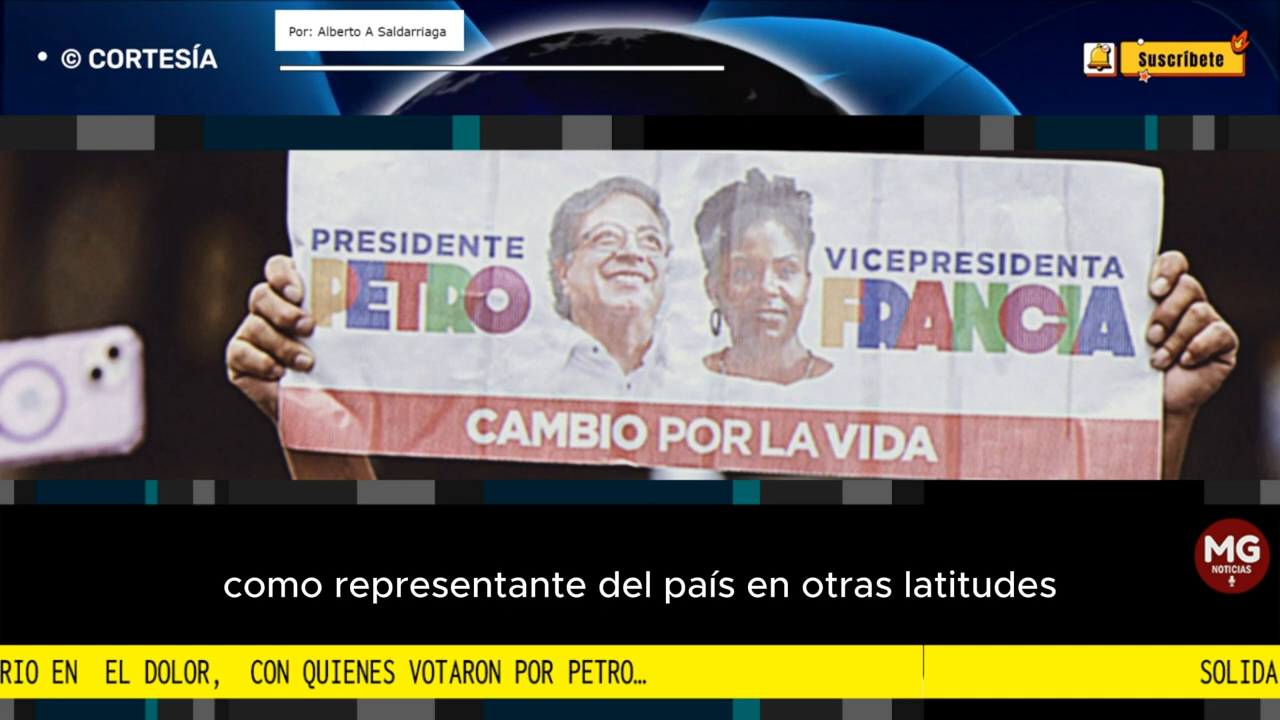 Por: Alberto A Saldarriaga
• © CORTESÍA
Suscríbete
PRESIDENTE
PETRO
VICEPRESIDENTA
FRANCIA
CAMBIO POR LA VIDA
MG
NOTICIAS
como representante del país en otras latitudes
RIO EN EL DOLOR, CON QUIENES VOTARON POR PETRO... SOLIDA